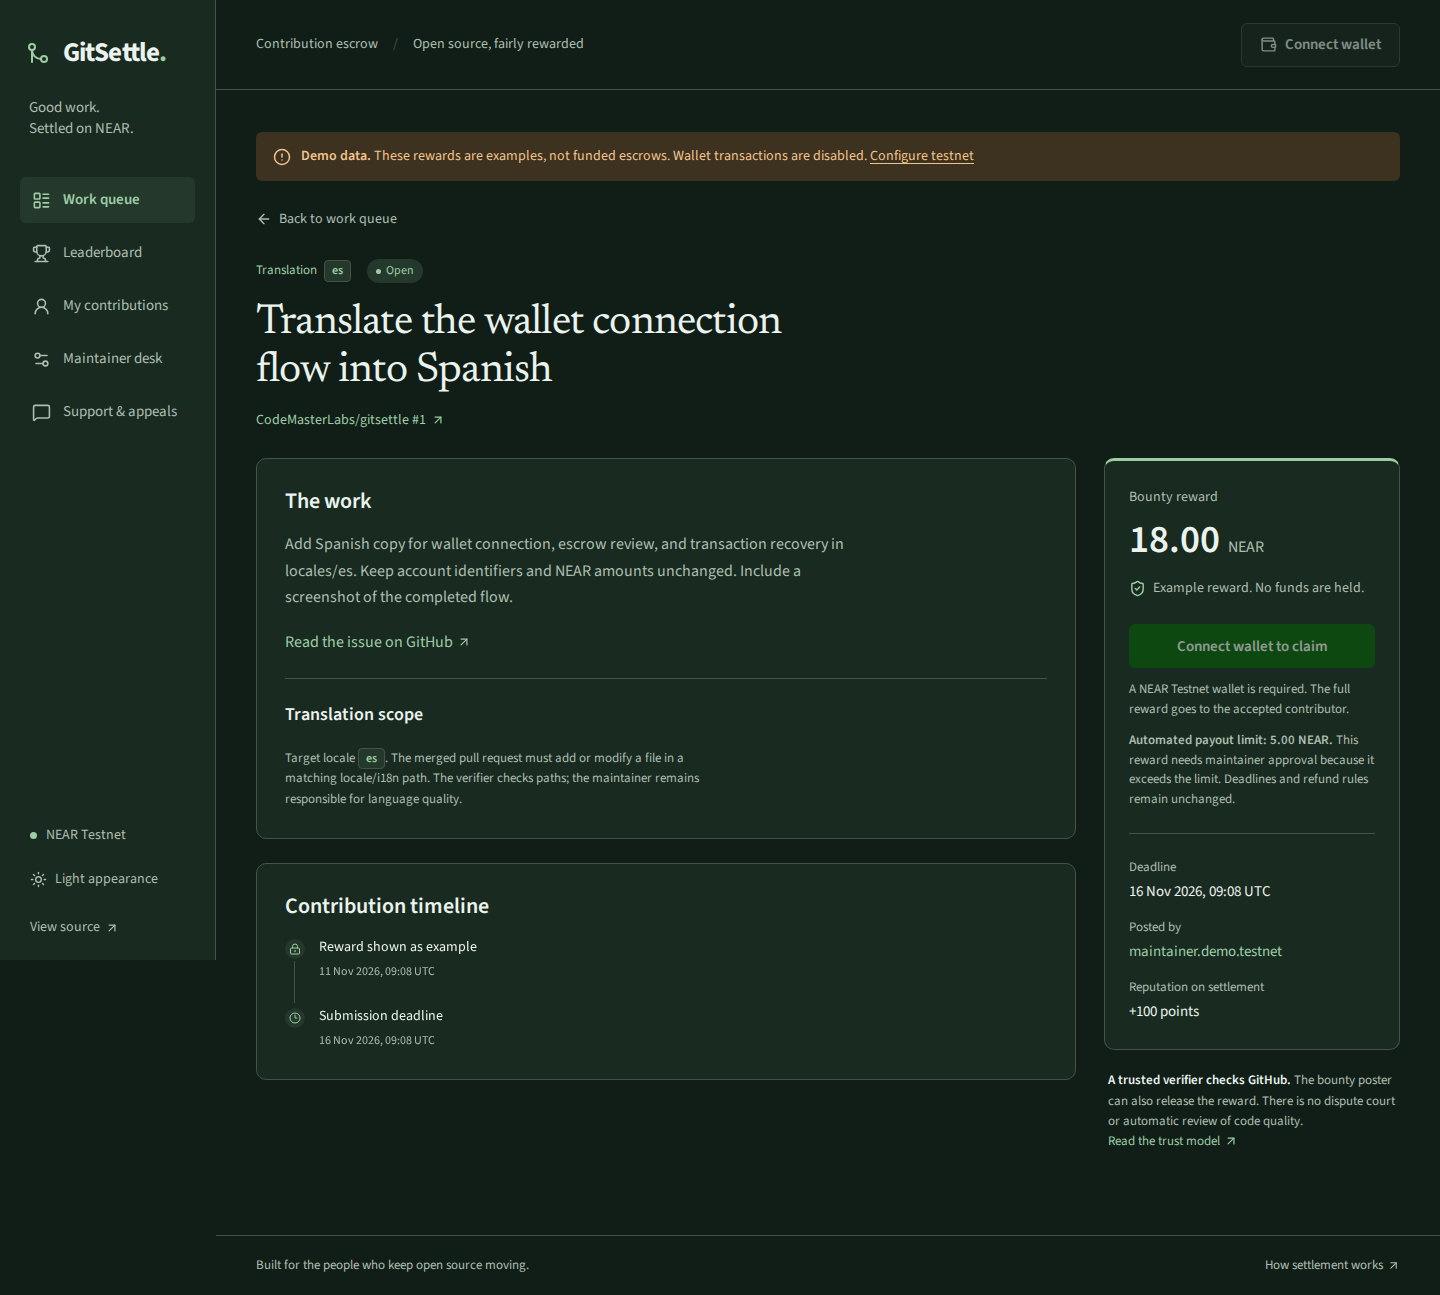 GitSettle.
Good work.
Settled on NEAR.
Work queue
Leaderboard
My contributions
Maintainer desk
Support & appeals
NEAR Testnet
Light appearance
View source
Contribution escrow / Open source, fairly rewarded
Connect wallet
Demo data. These rewards are examples, not funded escrows. Wallet transactions are disabled. Configure testnet
Back to work queue
Translation es Open
Translate the wallet connection
flow into Spanish
CodeMasterLabs/gitsettle #1
The work
Add Spanish copy for wallet connection, escrow review, and transaction recovery in
locales/es. Keep account identifiers and NEAR amounts unchanged. Include a
screenshot of the completed flow.
Read the issue on GitHub
Translation scope
Target locale es. The merged pull request must add or modify a file in a
matching locale/i18n path. The verifier checks paths; the maintainer remains
responsible for language quality.
Contribution timeline
Reward shown as example
11 Nov 2026, 09:08 UTC
Submission deadline
16 Nov 2026, 09:08 UTC
Bounty reward
18.00 NEAR
Example reward. No funds are held.
Connect wallet to claim
A NEAR Testnet wallet is required. The full
reward goes to the accepted contributor.
Automated payout limit: 5.00 NEAR. This
reward needs maintainer approval because it
exceeds the limit. Deadlines and refund rules
remain unchanged.
Deadline
16 Nov 2026, 09:08 UTC
Posted by
maintainer.demo.testnet
Reputation on settlement
+100 points
A trusted verifier checks GitHub. The bounty poster
can also release the reward. There is no dispute court
or automatic review of code quality.
Read the trust model
Built for the people who keep open source moving.
How settlement works